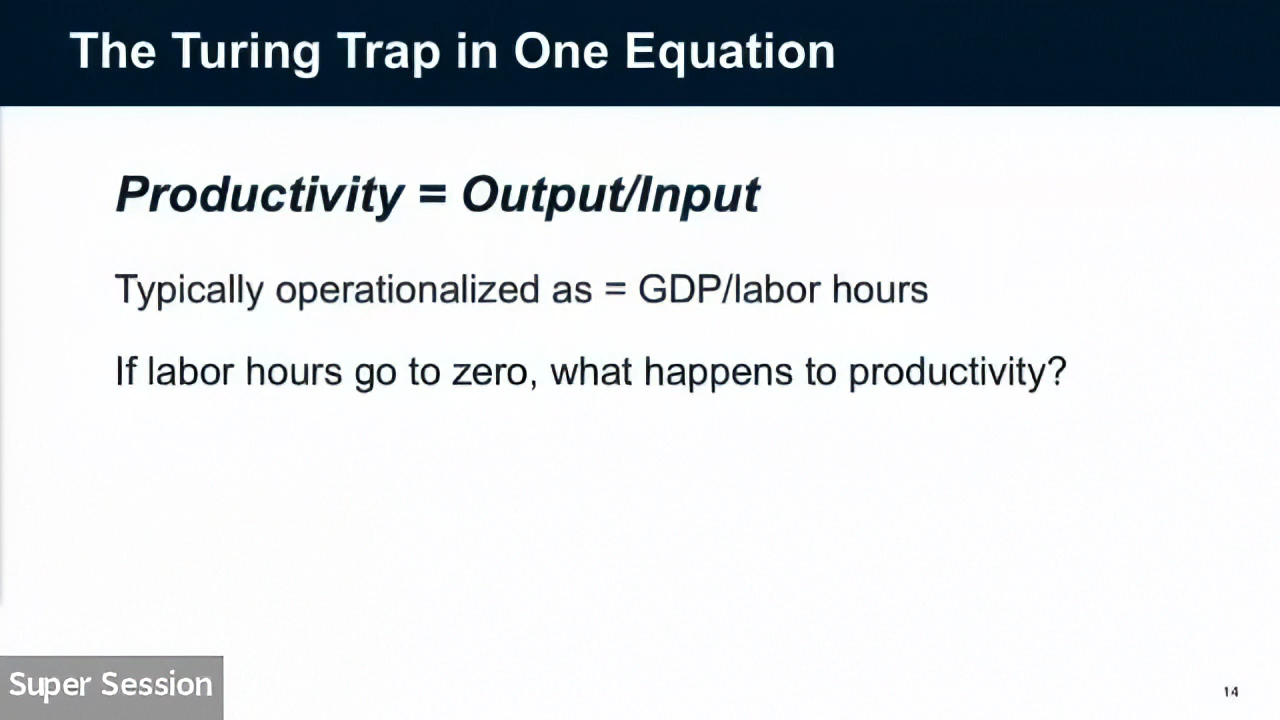 The Turing Trap in One Equation
Productivity = Output/Input
Typically operationalized as = GDP/labor hours
If labor hours go to zero, what happens to productivity?
Super Session
14